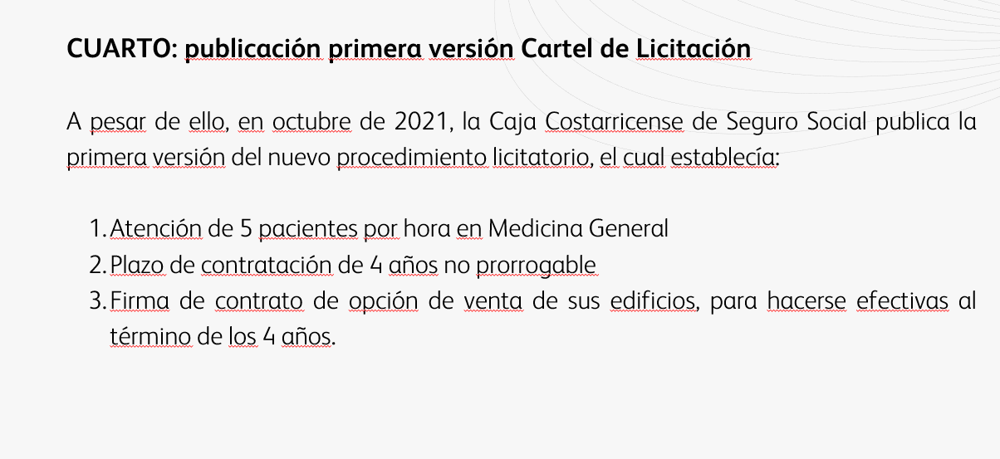 CUARTO: publicación primera versión Cartel de Licitación
A pesar de ello, en octubre de 2021, la Caja Costarricense de Seguro Social publica la
primera versión del nuevo procedimiento licitatorio, el cual establecía:
1. Atención de 5 pacientes por hora en Medicina General
2. Plazo de contratación de 4 años no prorrogable
3. Firma de contrato de opción de venta de sus edificios, para hacerse efectivas al
término de los 4 años.